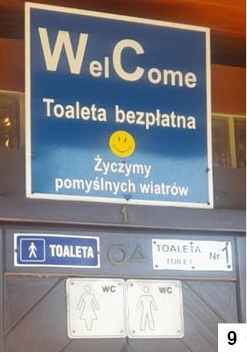 WelCome
Toaleta bezpłatna
Życzymy
pomyślnych wiatrów
1
TOALETA
TOALETA
TOILET
Nr 1
WC
WC
9